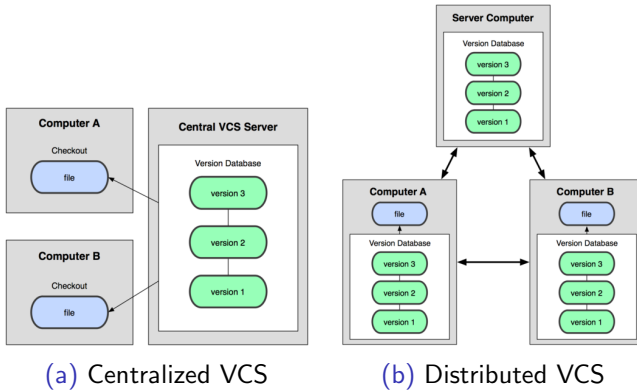 Computer A
Checkout
file
Computer B
Checkout
file
Central VCS Server
Version Database
version 3
version 2
version 1
(a) Centralized VCS
Server Computer
Version Database
version 3
version 2
version 1
Computer A
file
Version Database
version 3
version 2
version 1
Computer B
file
Version Database
version 3
version 2
version 1
(b) Distributed VCS